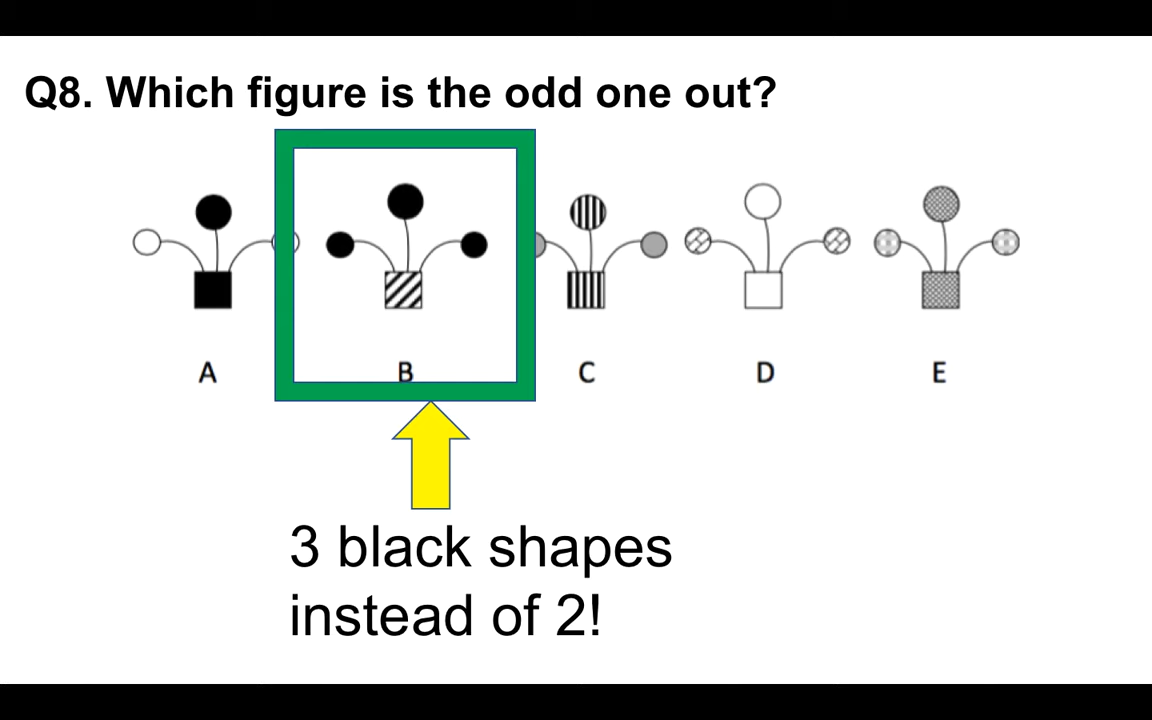 Q8. Which figure is the odd one out?
A B C D E
3 black shapes
instead of 2!